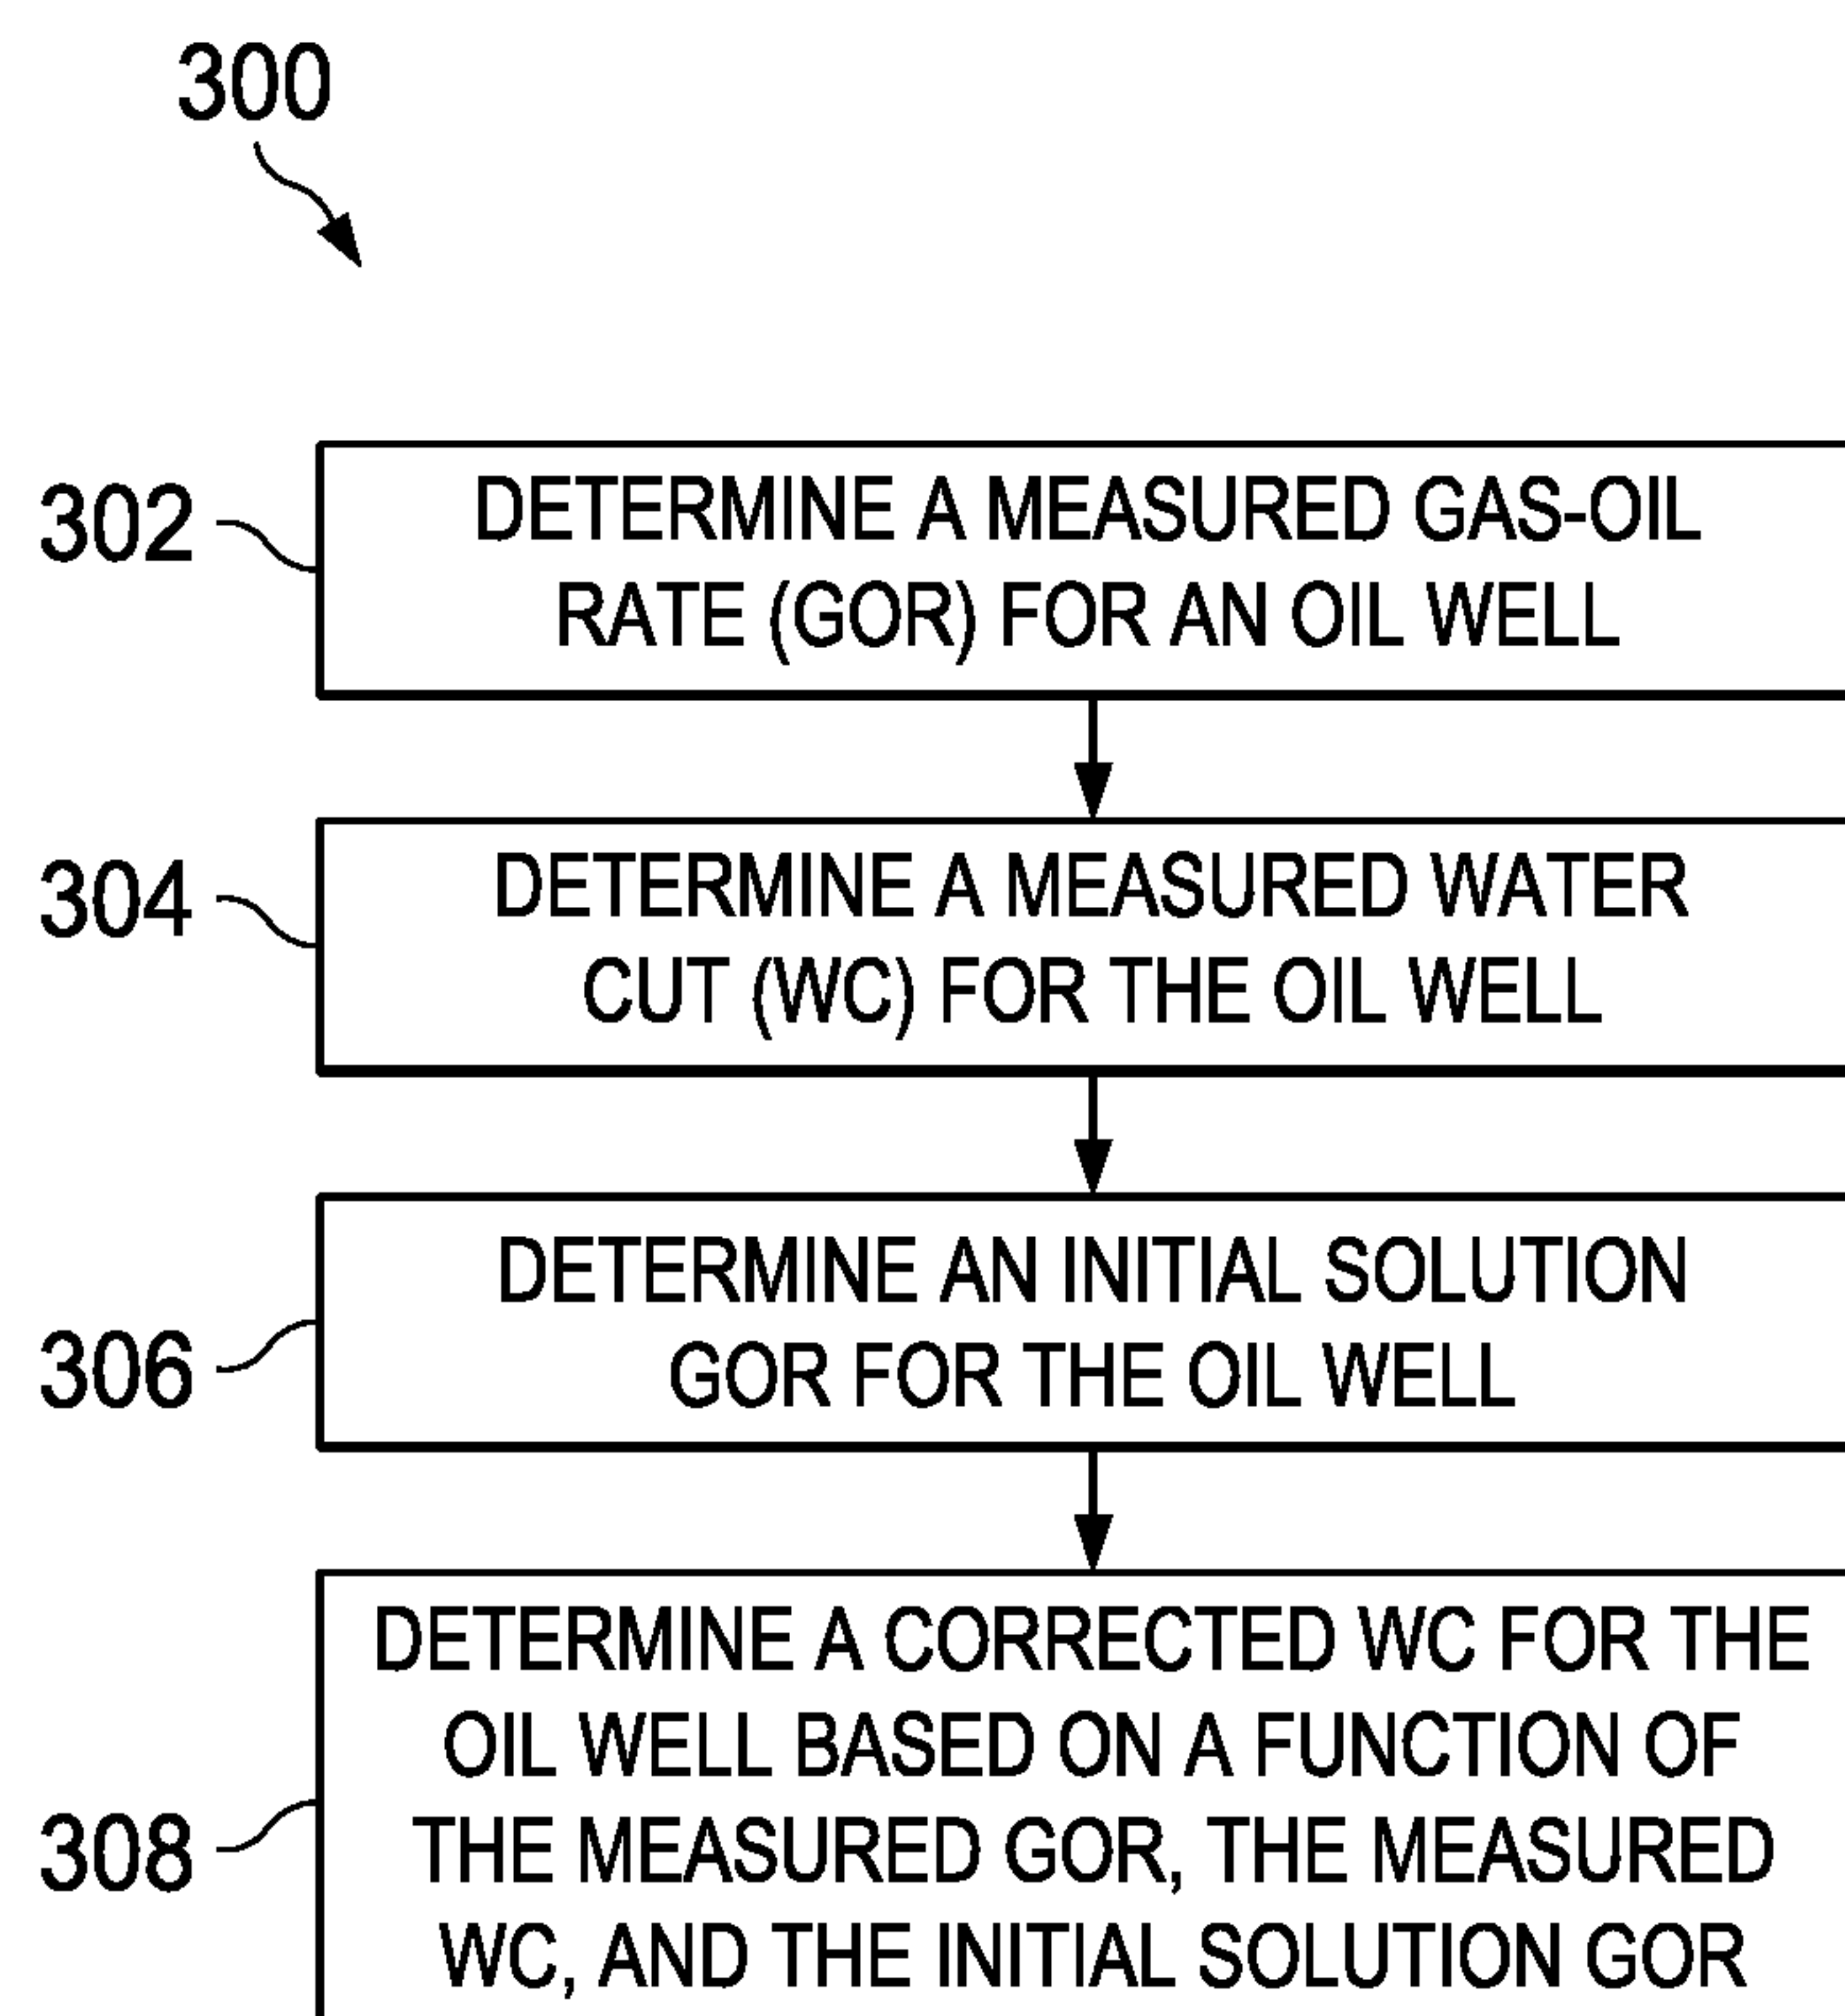 300
302
DETERMINE A MEASURED GAS-OIL
RATE (GOR) FOR AN OIL WELL
304
DETERMINE A MEASURED WATER
CUT (WC) FOR THE OIL WELL
306
DETERMINE AN INITIAL SOLUTION
GOR FOR THE OIL WELL
308
DETERMINE A CORRECTED WC FOR THE
OIL WELL BASED ON A FUNCTION OF
THE MEASURED GOR, THE MEASURED
WC, AND THE INITIAL SOLUTION GOR